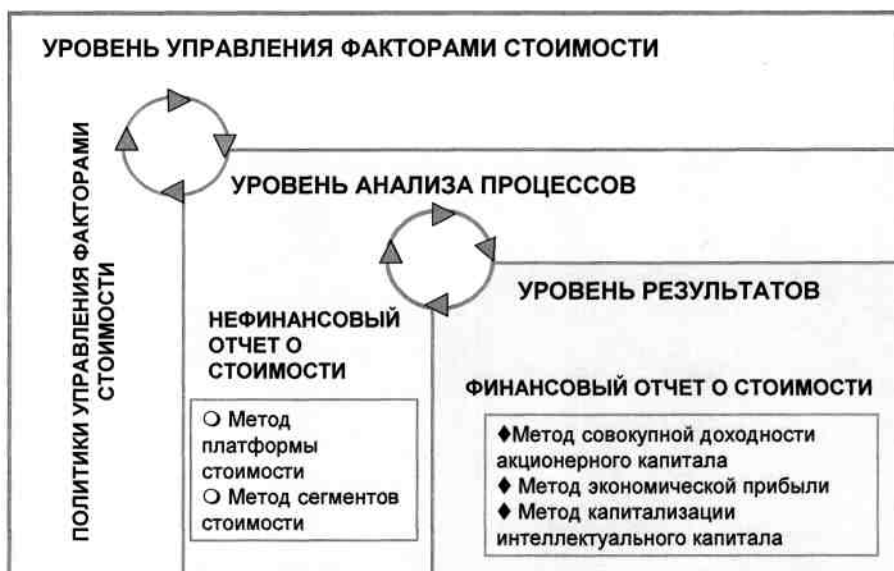 УРОВЕНЬ УПРАВЛЕНИЯ ФАКТОРАМИ СТОИМОСТИ
ПОЛИТИКИ УПРАВЛЕНИЯ ФАКТОРАМИ
СТОИМОСТИ
УРОВЕНЬ АНАЛИЗА ПРОЦЕССОВ
НЕФИНАНСОВЫЙ
ОТЧЕТ О
СТОИМОСТИ
❍ Метод
платформы
стоимости
❍ Метод сегментов
стоимости
УРОВЕНЬ РЕЗУЛЬТАТОВ
ФИНАНСОВЫЙ ОТЧЕТ О СТОИМОСТИ
♦Метод совокупной доходности
акционерного капитала
♦ Метод экономической прибыли
♦ Метод капитализации
интеллектуального капитала